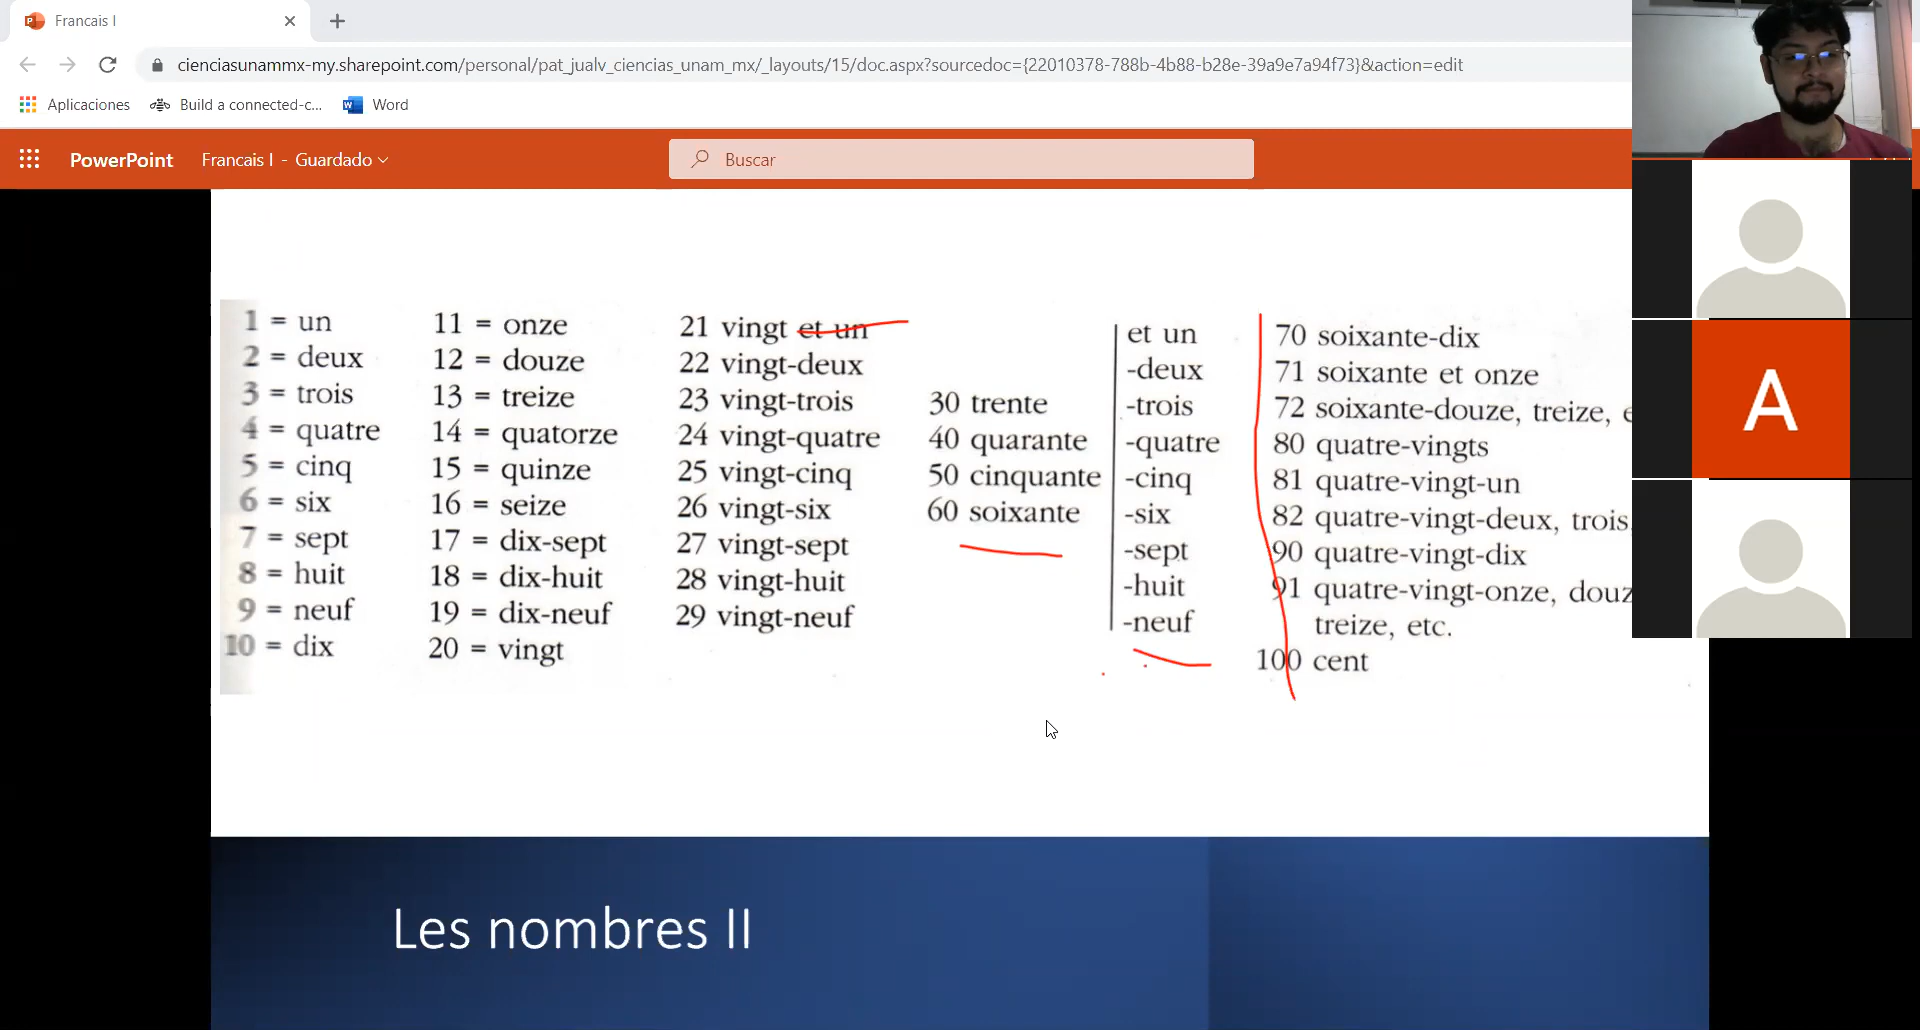 Francais I
cienciasunammx-my.sharepoint.com/personal/pat_jualv_ciencias_unam_mx/_layouts/15/doc.aspx?sourcedoc={22010378-788b-4b88-b28e-39a9e7a94f73}&action=edit
Aplicaciones Build a connected-c... Word
PowerPoint Francais I - Guardado Buscar
1 = un
2 = deux
3 = trois
4 = quatre
5 = cinq
6 = six
7 = sept
8 = huit
9 = neuf
10 = dix
11 = onze
12 = douze
13 = treize
14 = quatorze
15 = quinze
16 = seize
17 = dix-sept
18 = dix-huit
19 = dix-neuf
20 = vingt
21 vingt et un
22 vingt-deux
23 vingt-trois
24 vingt-quatre
25 vingt-cinq
26 vingt-six
27 vingt-sept
28 vingt-huit
29 vingt-neuf
30 trente
40 quarante
50 cinquante
60 soixante
et un
-deux
-trois
-quatre
-cinq
-six
-sept
-huit
-neuf
70 soixante-dix
71 soixante et onze
72 soixante-douze, treize,
80 quatre-vingts
81 quatre-vingt-un
82 quatre-vingt-deux, trois
90 quatre-vingt-dix
91 quatre-vingt-onze, douz
treize, etc.
100 cent
A
Les nombres II